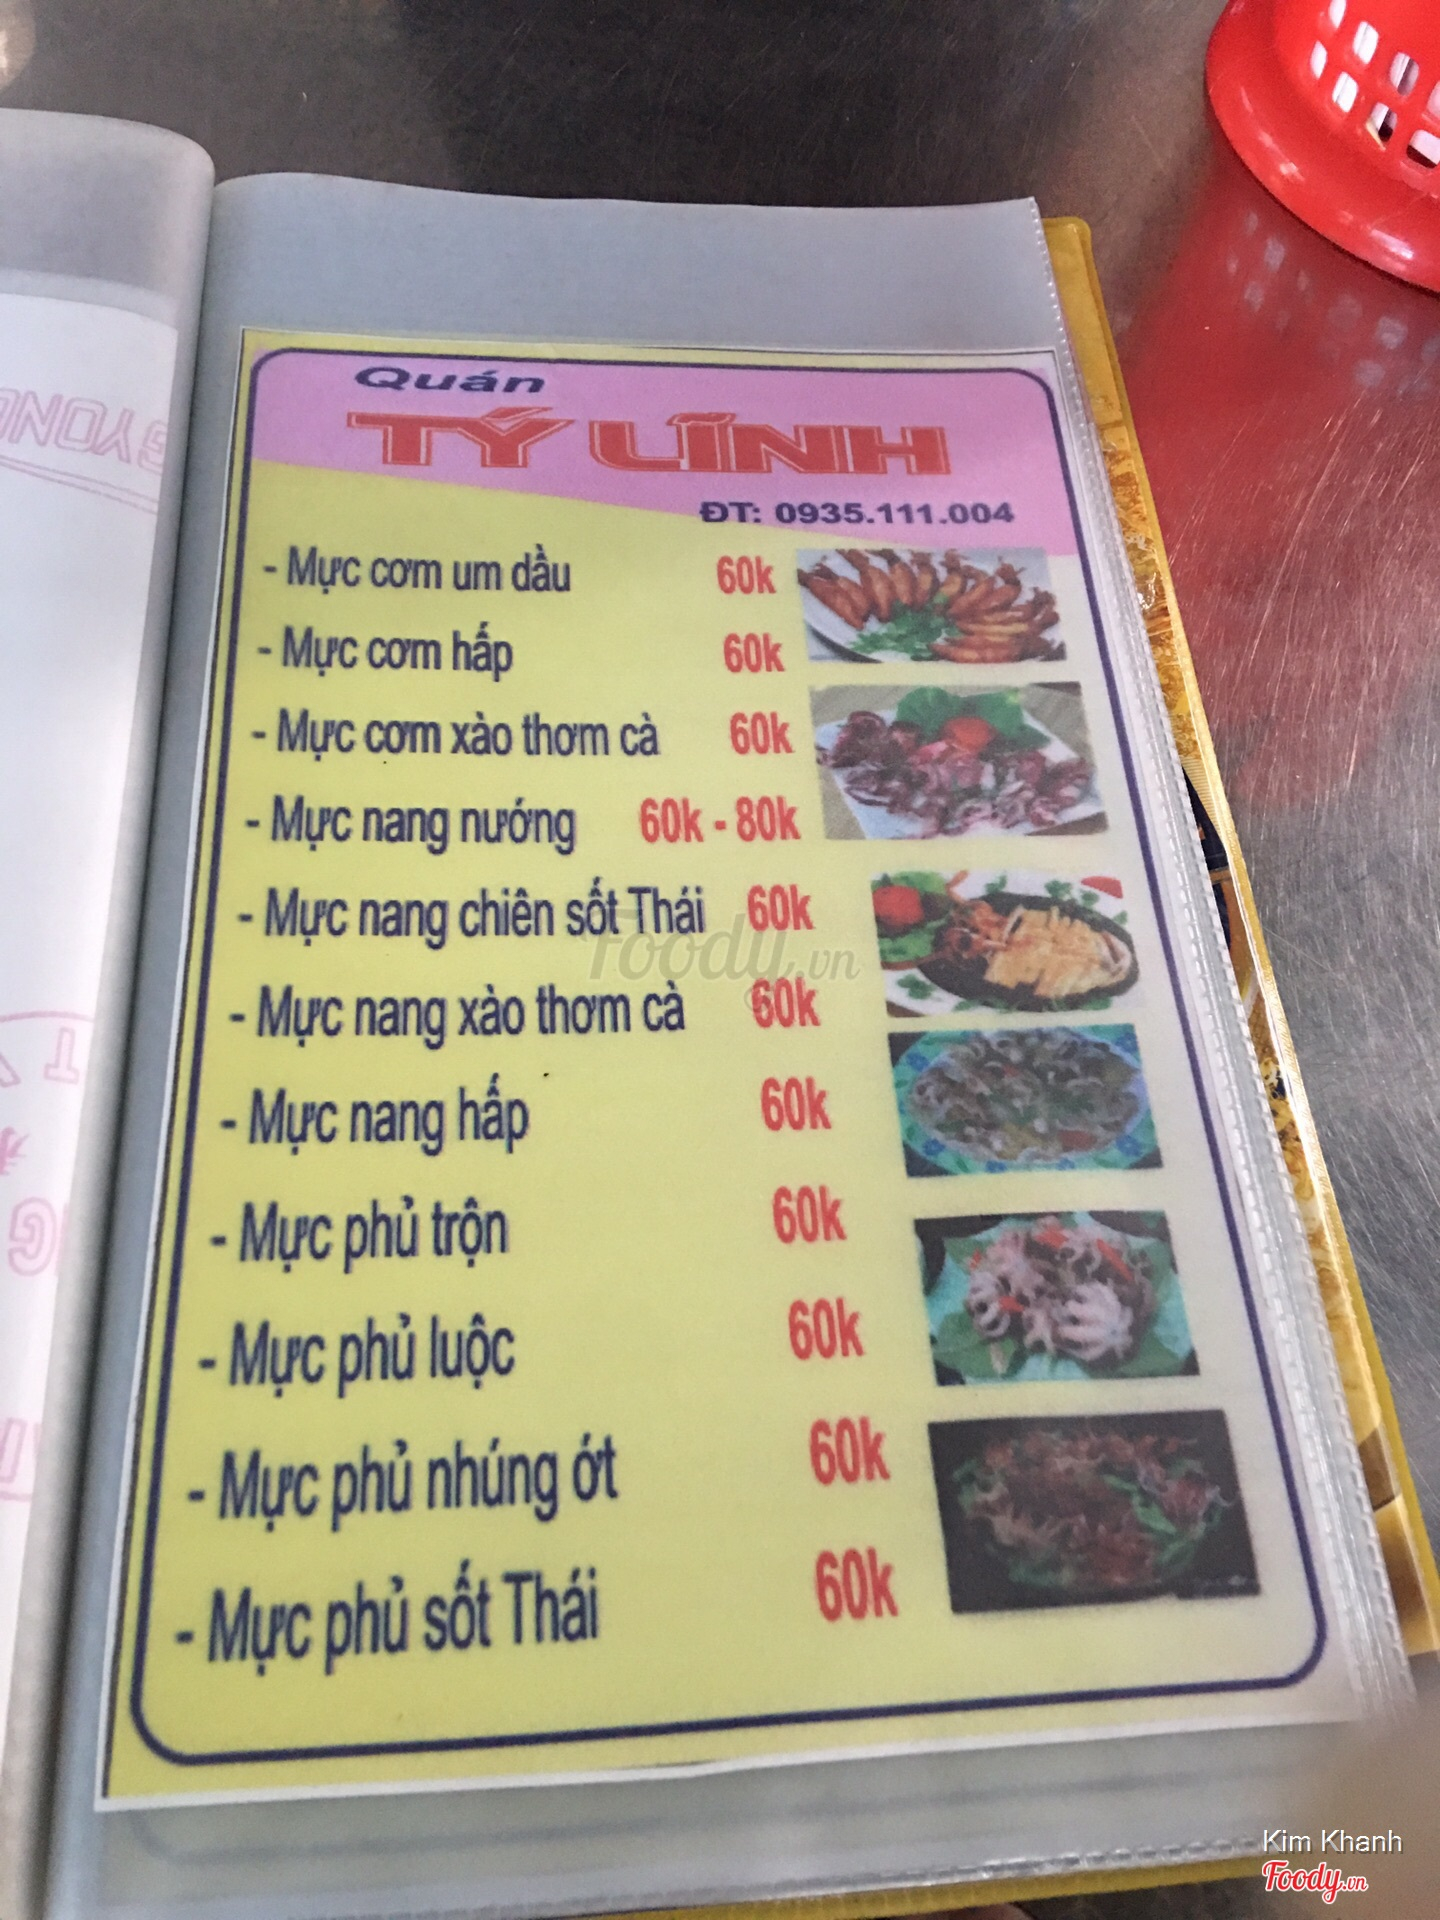 Quán
TÝ LĨNH
ĐT: 0935.111.004
- Mực cơm um dầu 60k
- Mực cơm hấp 60k
- Mực cơm xào thơm cà 60k
- Mực nang nướng 60k - 80k
- Mực nang chiên sốt Thái 60k
- Mực nang xào thơm cà 60k
- Mực nang hấp 60k
- Mực phủ trộn 60k
- Mực phủ luộc 60k
- Mực phủ nhúng ớt 60k
- Mực phủ sốt Thái 60k
Foody.vn
Kim Khanh
Foody.vn